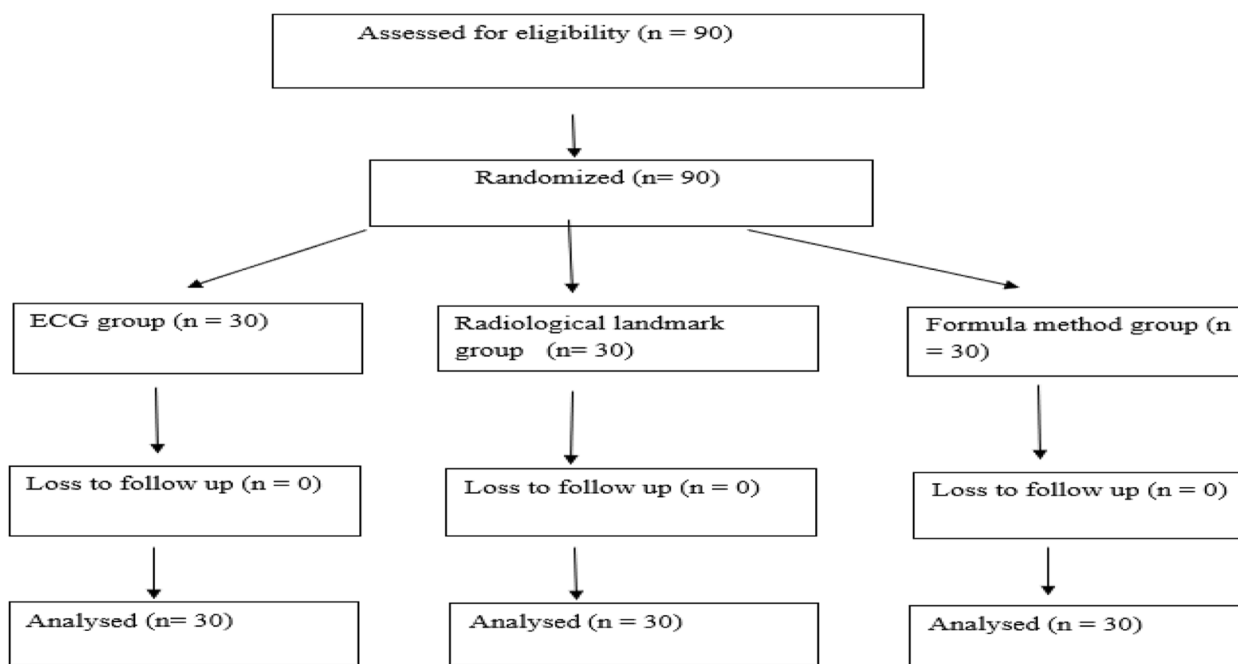 Assessed for eligibility (n = 90)
Randomized (n= 90)
ECG group (n = 30)
Radiological landmark
group (n= 30)
Formula method group (n
= 30)
Loss to follow up (n = 0)
Loss to follow up (n = 0)
Loss to follow up (n = 0)
Analysed (n= 30)
Analysed (n = 30)
Analysed (n = 30)